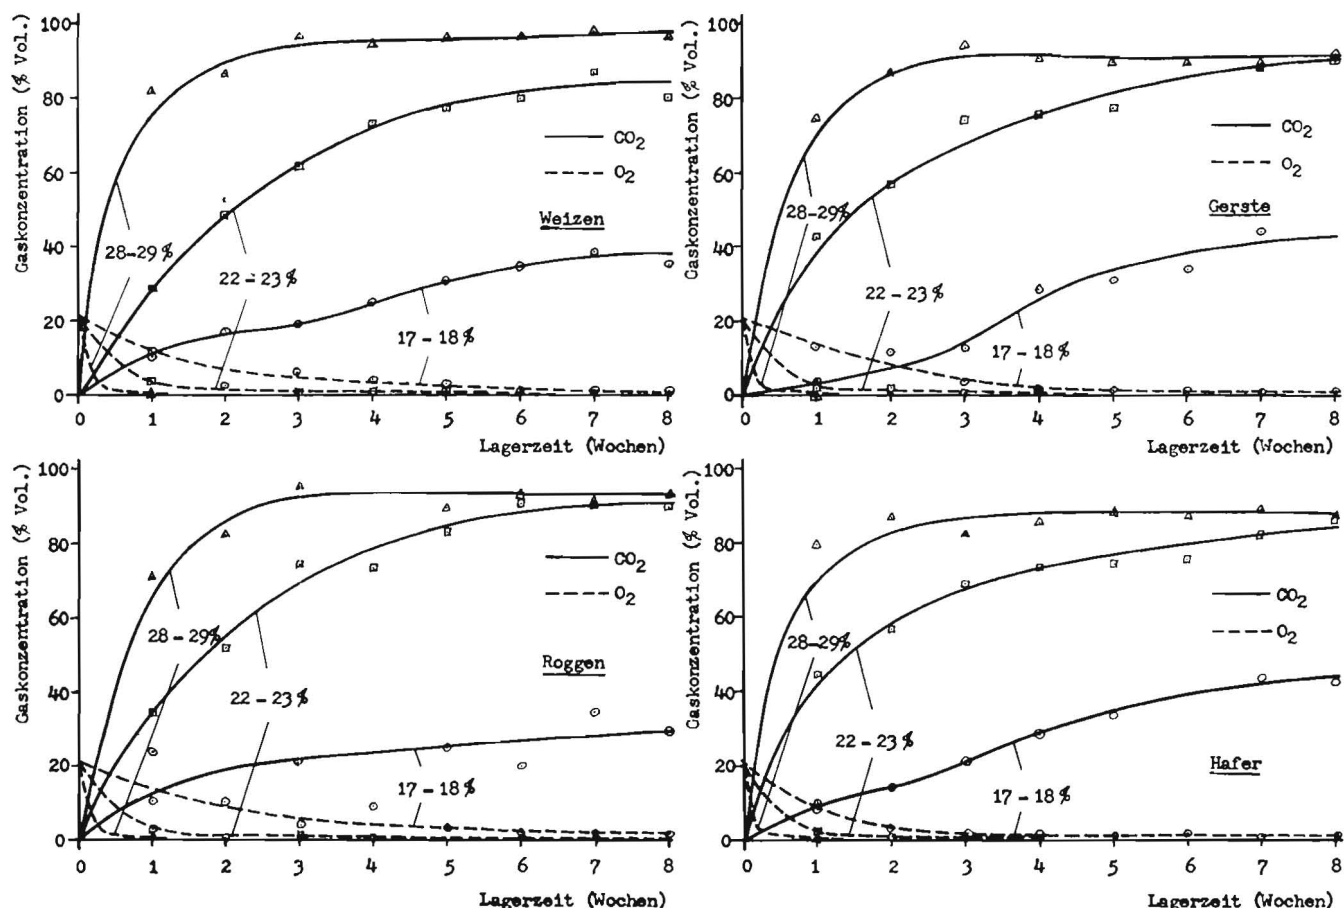 Gaskonzentration (% Vol.)
100
80
60
40
20
0
CO2
O2
Weizen
28-29%
22-23%
17-18%
0 1 2 3 4 5 6 7 8
Lagerzeit (Wochen)
Gaskonzentration (% Vol.)
100
80
60
40
20
0
CO2
O2
Gerste
28-29%
22-23%
17-18%
0 1 2 3 4 5 6 7 8
Lagerzeit (Wochen)
Gaskonzentration (% Vol.)
100
80
60
40
20
0
CO2
O2
Roggen
28-29%
22-23%
17-18%
0 1 2 3 4 5 6 7 8
Lagerzeit (Wochen)
Gaskonzentration (% Vol.)
100
80
60
40
20
0
CO2
O2
Hafer
28-29%
22-23%
17-18%
0 1 2 3 4 5 6 7 8
Lagerzeit (Wochen)